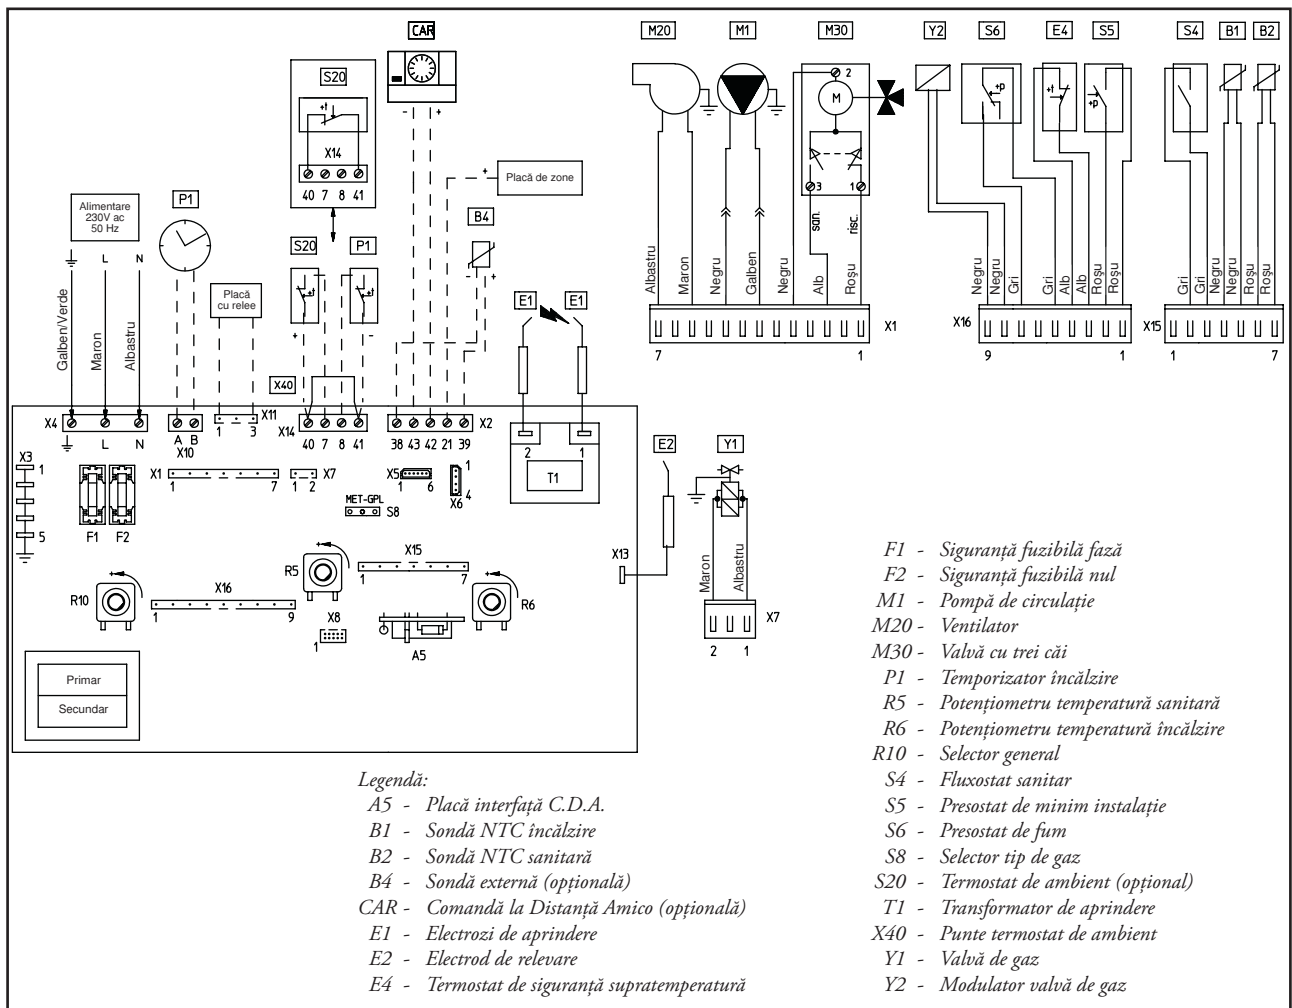 CAR M20 M1 M30 Y2 S6 E4 S5 S4 B1 B2
S20
+t
X14
40 7 8 41
- +
+ Placă de zone
B4
- +
2
M
3 1
san. risc.
+p +t +p
Alimentare
230V ac
50 Hz
P1
L N
Placă
cu relee
S20 P1
+t +t
+ -
E1 E1
Galben/Verde Maron Albastru
Albastru Maron Negru Galben Negru Alb Roșu
Negru Negru Gri Gri Alb Alb Roșu Roșu
Gri Gri Negru Negru Roșu Roșu
X1 X16 X15
7 1 9 1 1 7
X40
X4 X11 X14 X2
L N A B 1 3 40 7 8 41 38 43 42 21 39
X10
2 1
T1
E2 Y1
X3 1
5
X1 1 7
1 2 X7
X5 1 6
1 4 X6
F1 F2
MET-GPL
S8
X13
Maron Albastru
X7
2 1
R5 +
X15
1 7
R10 +
X16
1 9
R6 +
X8
1
A5
Primar
Secundar
Legendă:
A5 - Placă interfață C.D.A.
B1 - Sondă NTC încălzire
B2 - Sondă NTC sanitară
B4 - Sondă externă (opțională)
CAR - Comandă la Distanță Amico (opțională)
E1 - Electrozi de aprindere
E2 - Electrod de relevare
E4 - Termostat de siguranță supratemperatură
F1 - Siguranță fuzibilă fază
F2 - Siguranță fuzibilă nul
M1 - Pompă de circulație
M20 - Ventilator
M30 - Valvă cu trei căi
P1 - Temporizator încălzire
R5 - Potențiometru temperatură sanitară
R6 - Potențiometru temperatură încălzire
R10 - Selector general
S4 - Fluxostat sanitar
S5 - Presostat de minim instalație
S6 - Presostat de fum
S8 - Selector tip de gaz
S20 - Termostat de ambient (opțional)
T1 - Transformator de aprindere
X40 - Punte termostat de ambient
Y1 - Valvă de gaz
Y2 - Modulator valvă de gaz